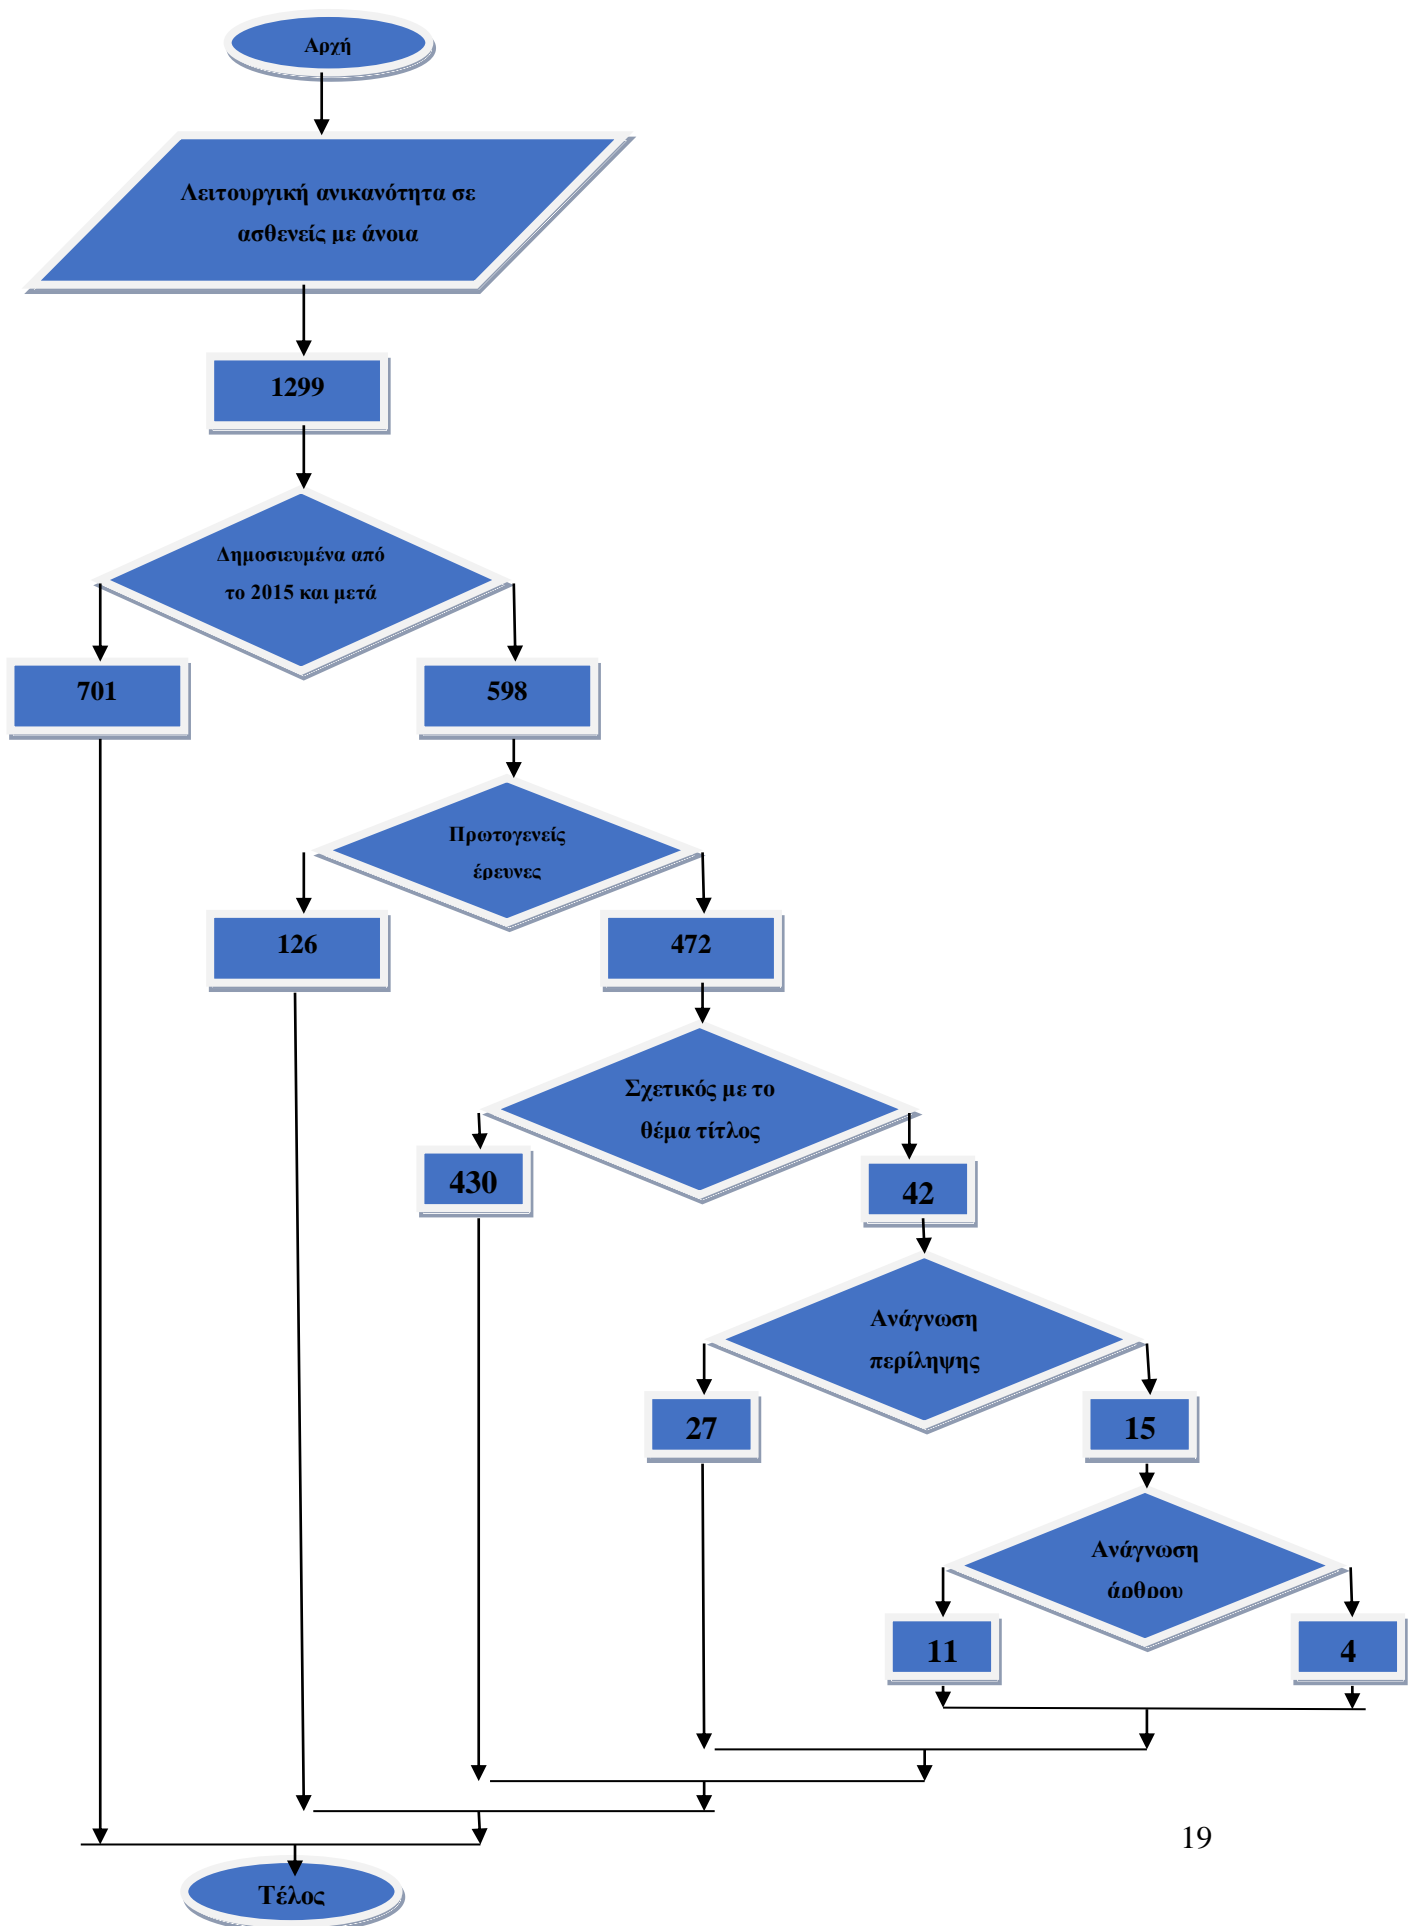 Αρχή
Λειτουργική ανικανότητα σε
ασθενείς με άνοια
1299
Δημοσιευμένα από
το 2015 και μετά
701
598
Πρωτογενείς
έρευνες
126
472
Σχετικός με το
θέμα τίτλος
430
42
Ανάγνωση
περίληψης
27
15
Ανάγνωση
άρθρου
11
4
19
Τέλος